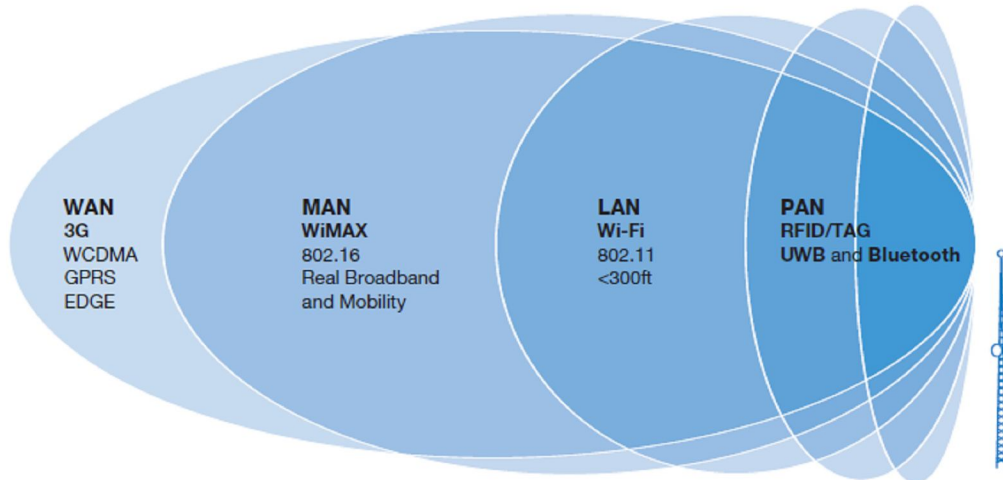 WAN
3G
WCDMA
GPRS
EDGE
MAN
WiMAX
802.16
Real Broadband
and Mobility
LAN
Wi-Fi
802.11
<300ft
PAN
RFID/TAG
UWB and Bluetooth